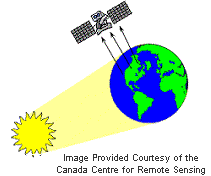 Image Provided Courtesy of the
Canada Centre for Remote Sensing